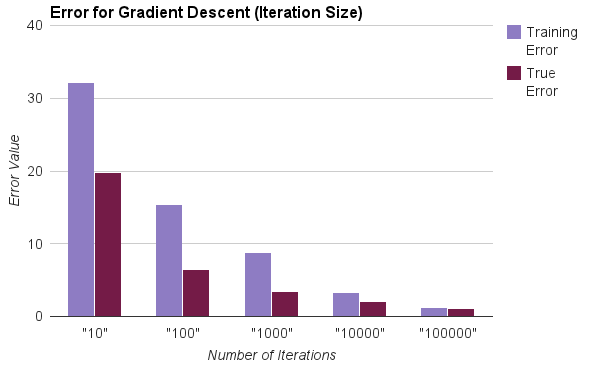 Error for Gradient Descent (Iteration Size)
40
30
20
10
0
Error Value
"10" "100" "1000" "10000" "100000"
Number of Iterations
Training
Error
True
Error